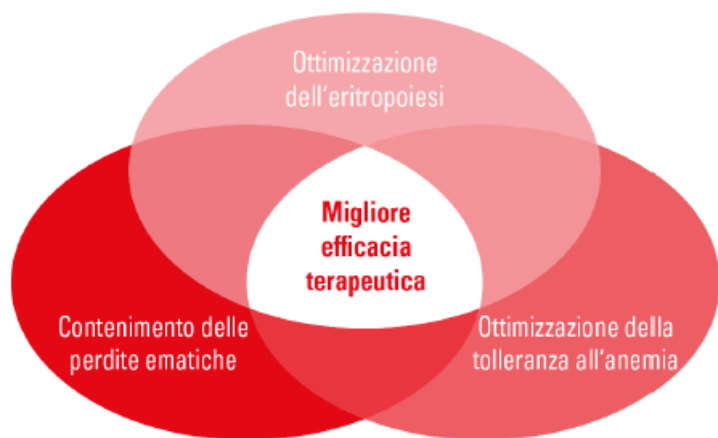 Ottimizzazione
dell'eritropoiesi
Migliore
efficacia
terapeutica
Contenimento delle
perdite ematiche
Ottimizzazione della
tolleranza all'anemia